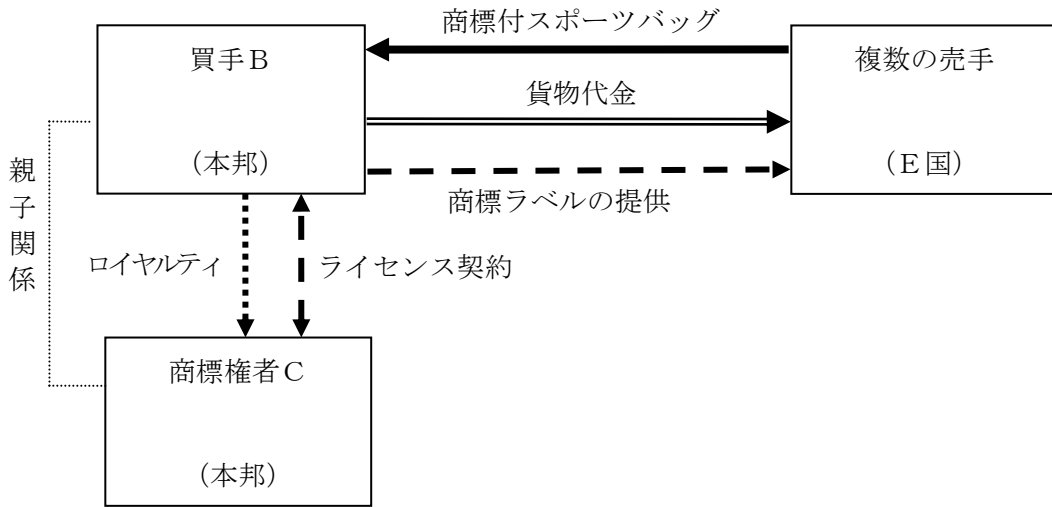 商標付スポーツバッグ
買手B
複数の売手
貨物代金
(本邦)
(E国)
商標ラベルの提供
親子関係
ロイヤルティ
ライセンス契約
商標権者C
(本邦)